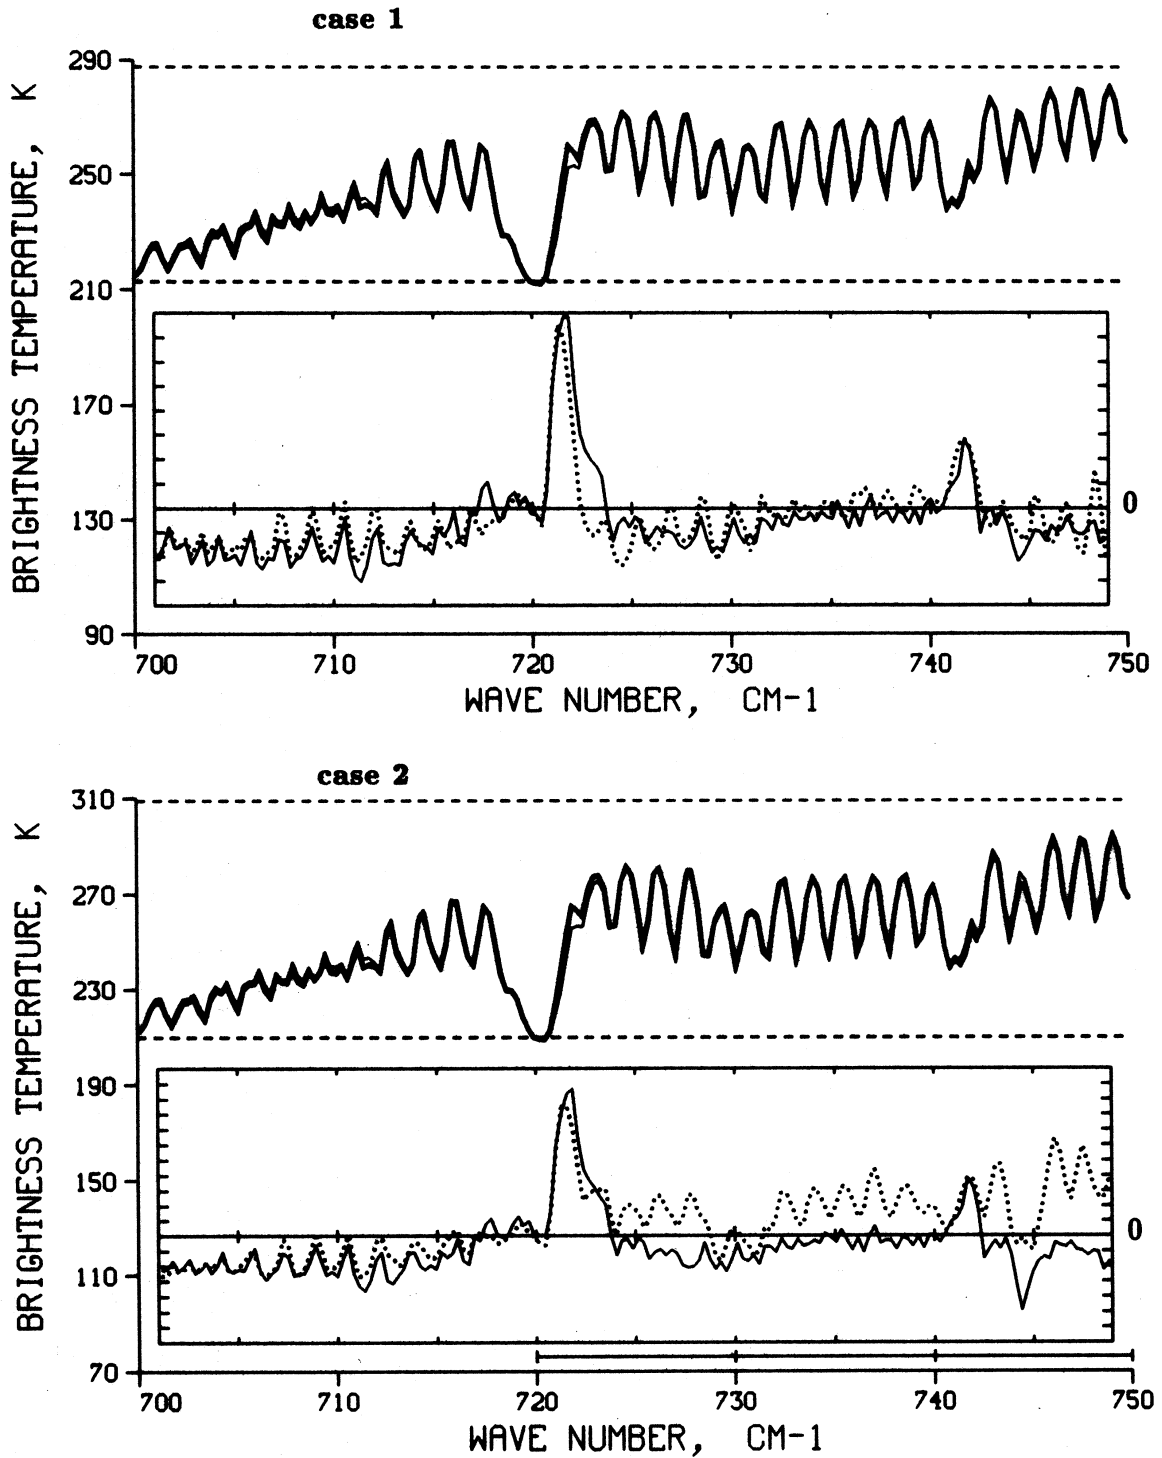 case 1
290
250
210
170
130
90
BRIGHTNESS TEMPERATURE, K
0
700 710 720 730 740 750
WAVE NUMBER, CM-1
case 2
310
270
230
190
150
110
70
BRIGHTNESS TEMPERATURE, K
0
700 710 720 730 740 750
WAVE NUMBER, CM-1